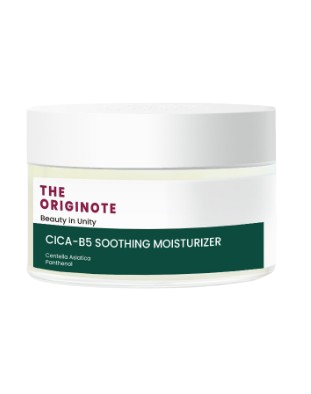 THE
ORIGINOTE
Beauty in Unity
CICA-B5 SOOTHING MOISTURIZER
Centella Asiatica
Panthenol